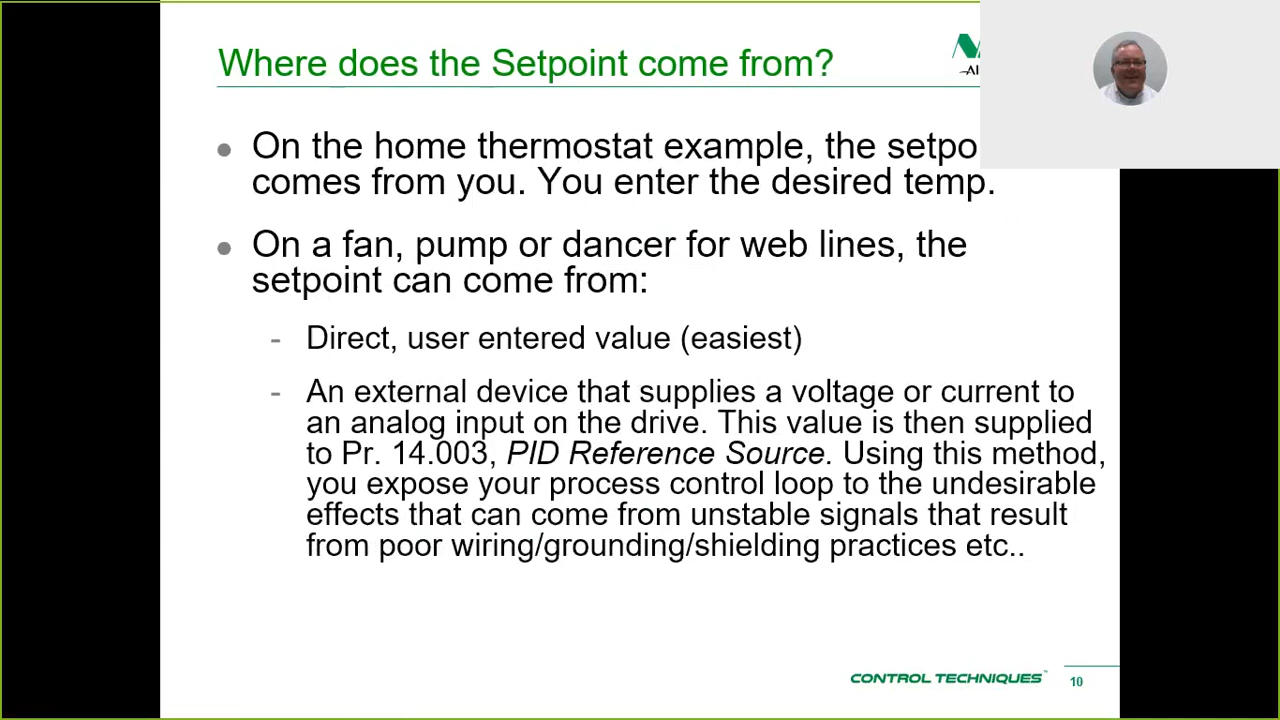 Where does the Setpoint come from?
On the home thermostat example, the
comes from you. You enter the desired temp.
On a fan, pump or dancer for web lines, the
setpoint can come from:
- Direct, user entered value (easiest)
- An external device that supplies a voltage or current to
an analog input on the drive. This value is then supplied
to Pr. 14.003, PID Reference Source. Using this method,
you expose your process control loop to the undesirable
effects that can come from unstable signals that result
from poor wiring/grounding/shielding practices etc..
CONTROL TECHNIQUES™
10